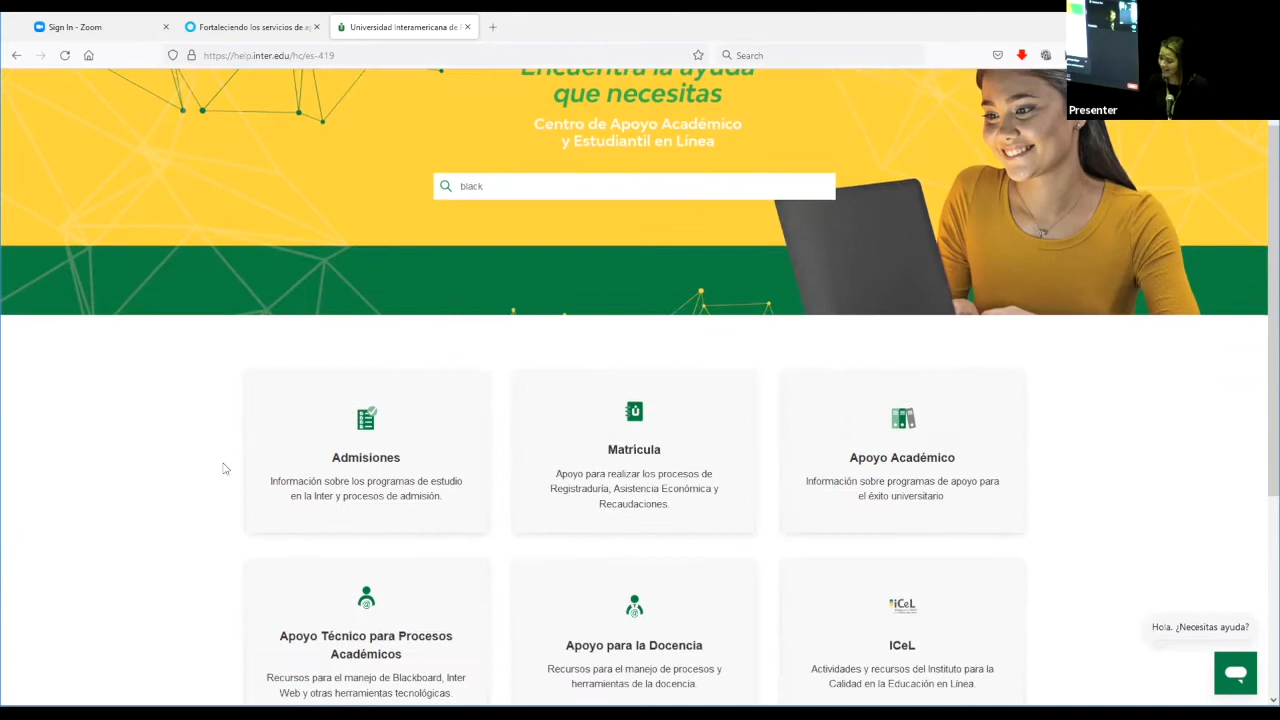 Sign In - Zoom
Fortaleciendo los servicios de a
Universidad Interamericana de
https://help.inter.edu/hc/es-419
Search
Presenter
Encuentra la ayuda
que necesitas
Centro de Apoyo Académico
y Estudiantil en Línea
black
Admisiones
Información sobre los programas de estudio
en la Inter y procesos de admisión.
Matrícula
Apoyo para realizar los procesos de
Registraduría, Asistencia Económica y
Recaudaciones.
Apoyo Académico
Información sobre programas de apoyo para
el éxito universitario
Apoyo Técnico para Procesos
Académicos
Recursos para el manejo de Blackboard, Inter
Web y otras herramientas tecnológicas.
Apoyo para la Docencia
Recursos para el manejo de procesos y
herramientas de la docencia.
iCeL
ICeL
Actividades y recursos del Instituto para la
Calidad en la Educación en Línea.
Hola. ¿Necesitas ayuda?